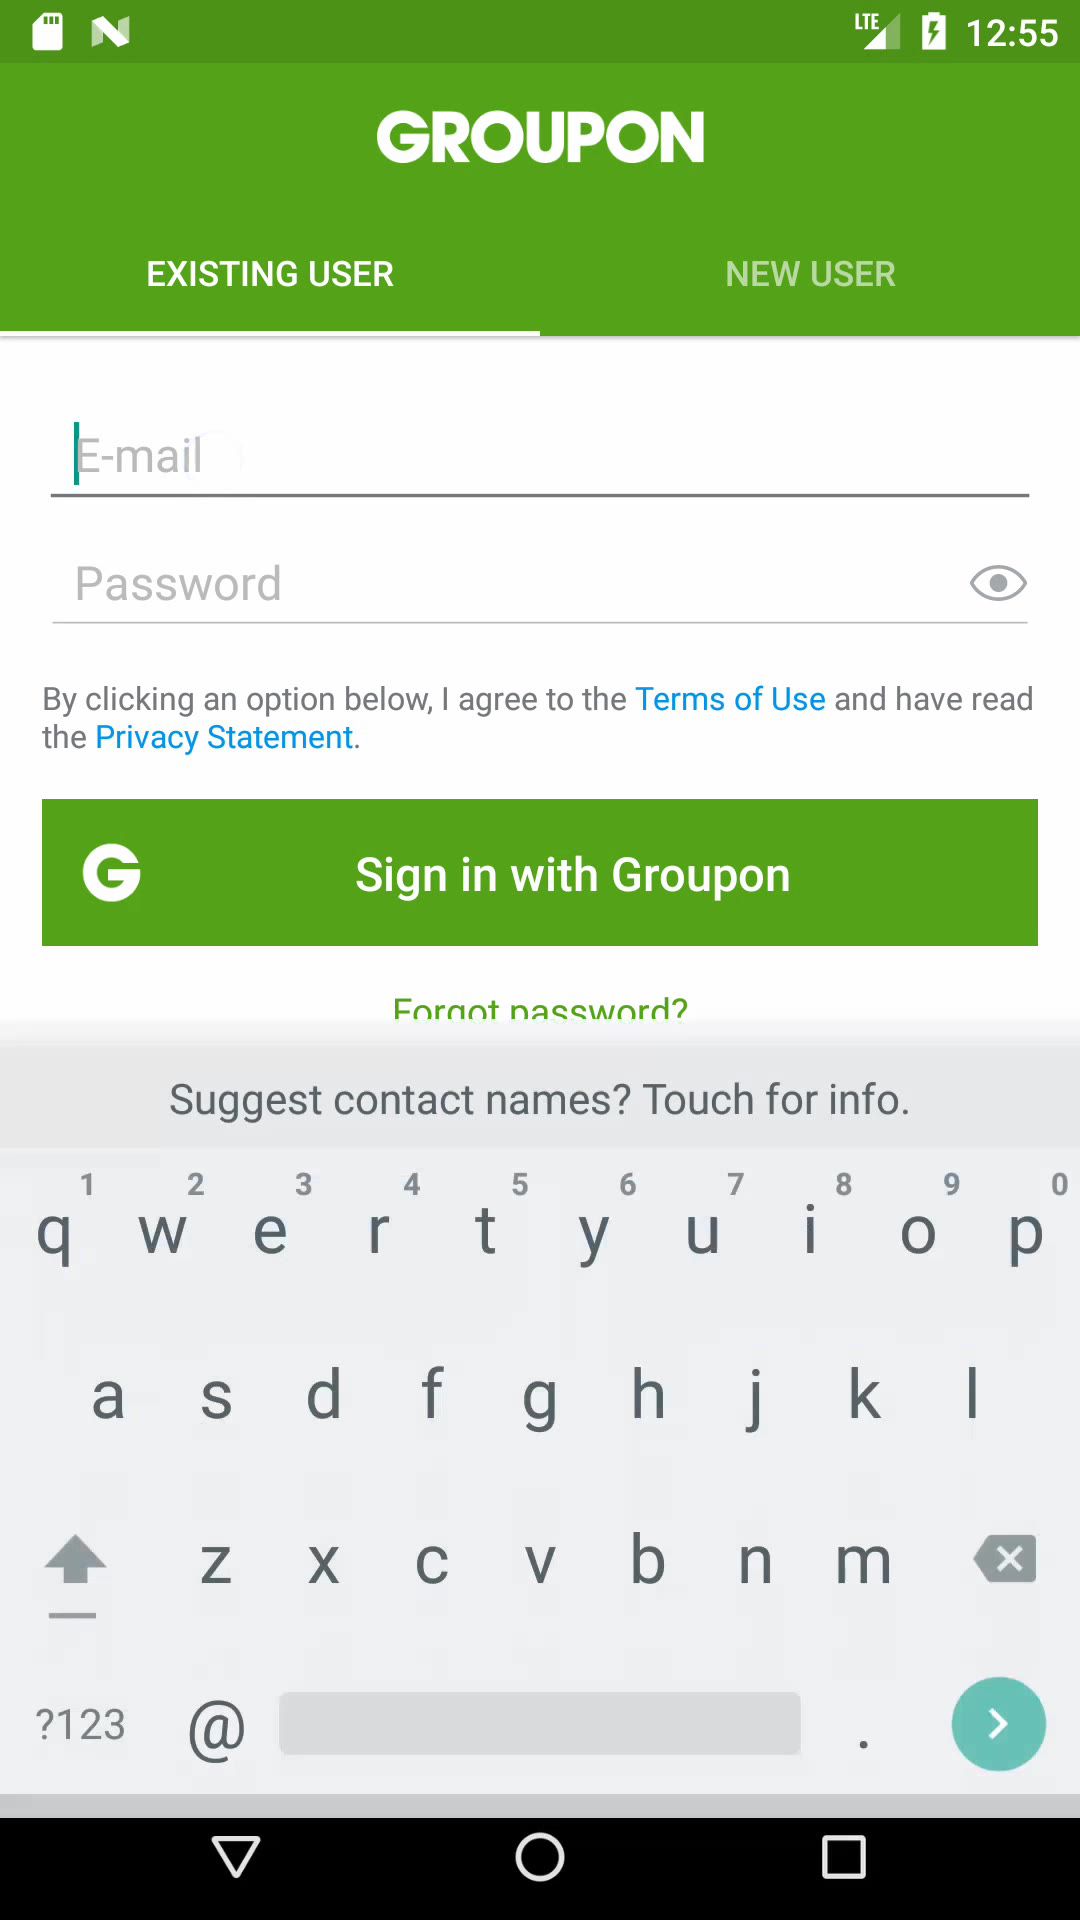 LTE 12:55
GROUPON
EXISTING USER NEW USER
E-mail
Password
By clicking an option below, I agree to the Terms of Use and have read
the Privacy Statement.
G Sign in with Groupon
Forgot password?
Suggest contact names? Touch for info.
1 2 3 4 5 6 7 8 9 0
q w e r t y u i o p
a s d f g h j k l
z x c v b n m
?123 @ .